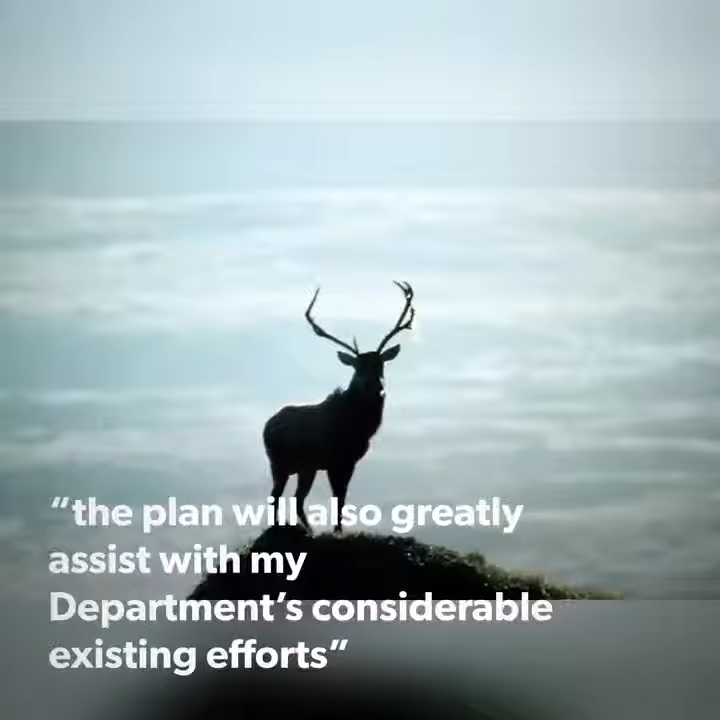 “the plan will also greatly
assist with my
Department’s considerable
existing efforts”